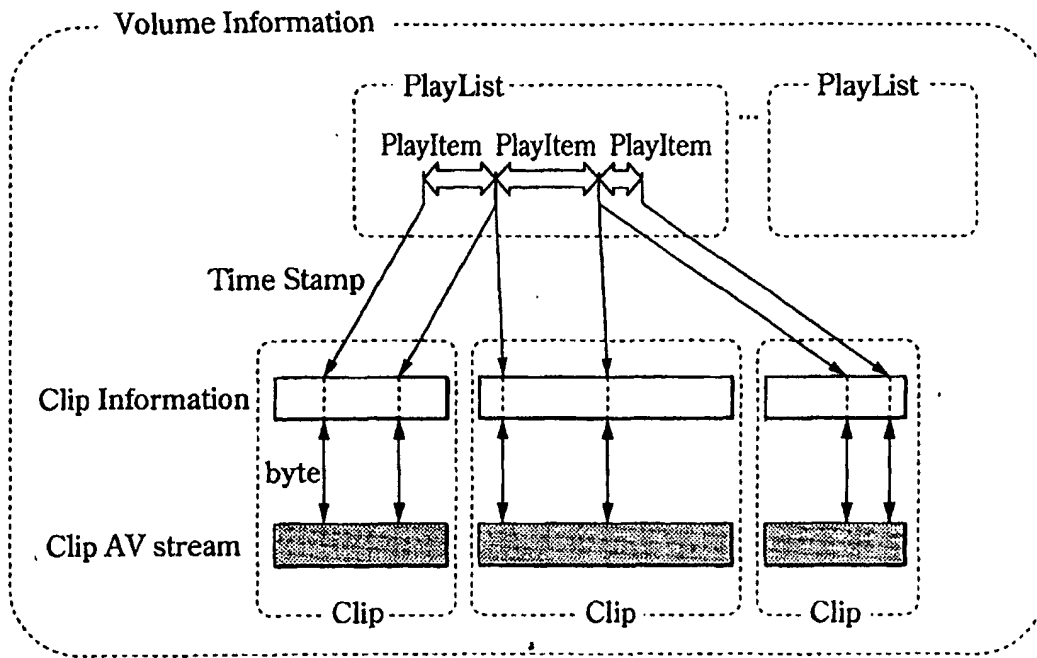 Volume Information
PlayList
PlayList
...
PlayItem PlayItem PlayItem
Time Stamp
Clip Information
byte
Clip AV stream
Clip
Clip
Clip